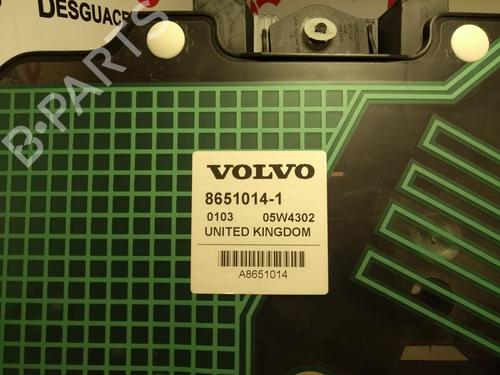 DESGUACE
B-PARTS
VOLVO
8651014-1
0103 05W4302
UNITED KINGDOM
A8651014